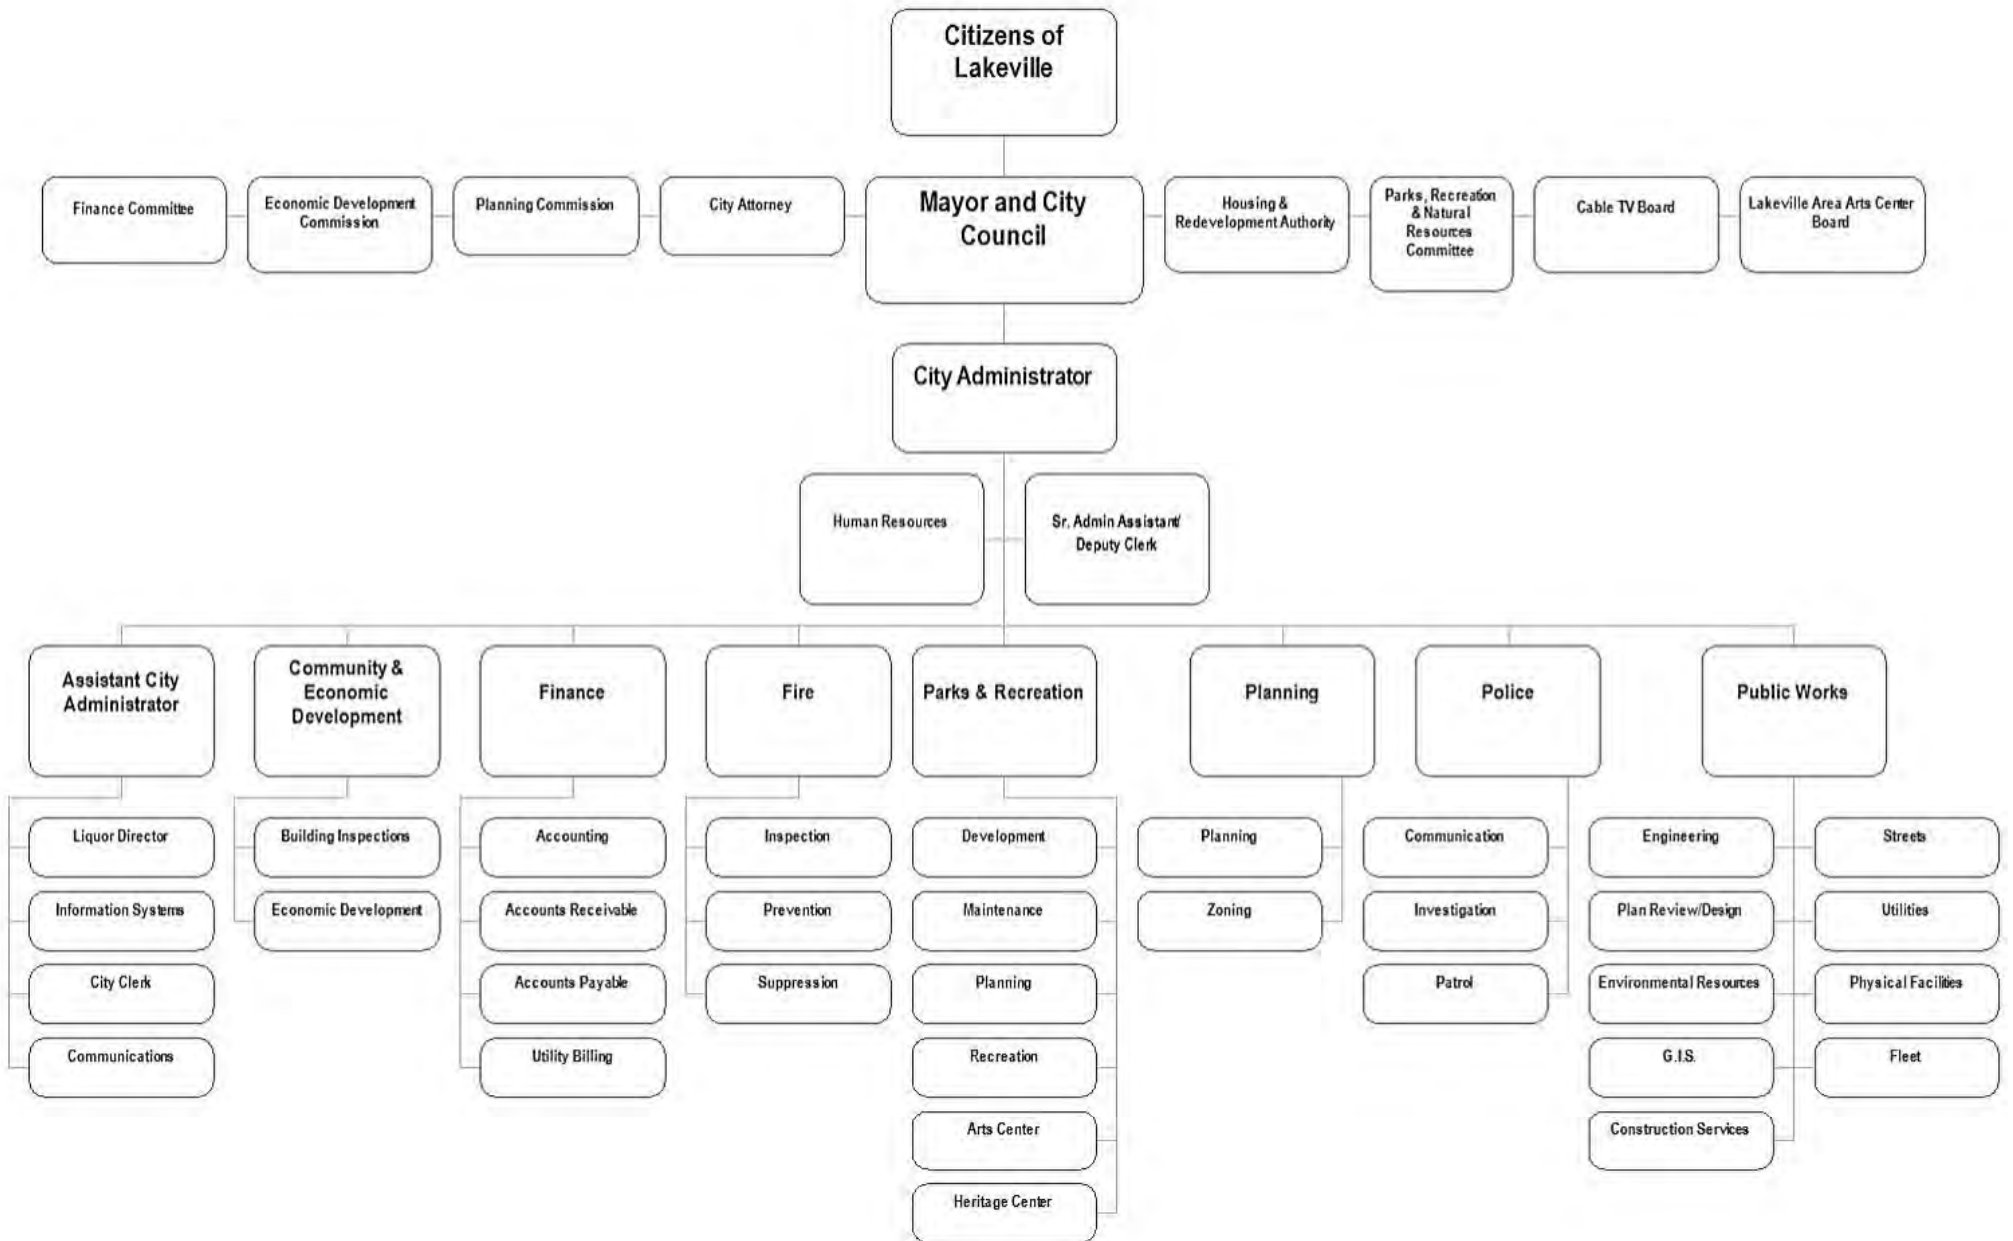 Citizens of
Lakeville
Finance Committee
Economic Development
Commission
Planning Commission
City Attorney
Mayor and City
Council
Housing &
Redevelopment Authority
Parks, Recreation
& Natural
Resources
Committee
Cable TV Board
Lakeville Area Arts Center
Board
City Administrator
Human Resources
Sr. Admin Assistant/
Deputy Clerk
Assistant City
Administrator
Community &
Economic
Development
Finance
Fire
Parks & Recreation
Planning
Police
Public Works
Liquor Director
Information Systems
City Clerk
Communications
Building Inspections
Economic Development
Accounting
Accounts Receivable
Accounts Payable
Utility Billing
Inspection
Prevention
Suppression
Development
Maintenance
Planning
Recreation
Arts Center
Heritage Center
Planning
Zoning
Communication
Investigation
Patrol
Engineering
Plan Review/Design
Environmental Resources
G.I.S.
Construction Services
Streets
Utilities
Physical Facilities
Fleet